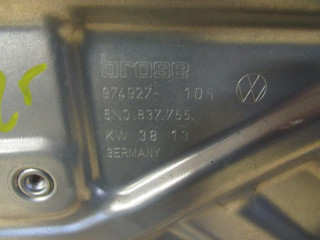 brose
974927- 105
5N0.837.755.
KW 38 13
GERMANY